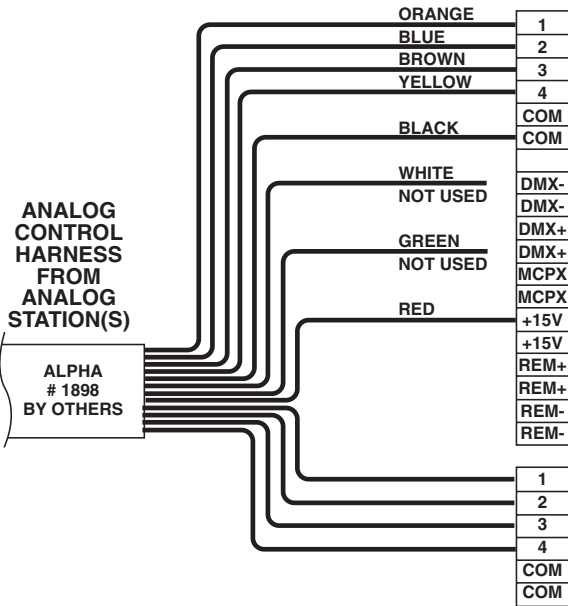 ORANGE
BLUE
BROWN
YELLOW
BLACK
WHITE
NOT USED
GREEN
NOT USED
RED
ANALOG
CONTROL
HARNESS
FROM
ANALOG
STATION(S)
ALPHA
# 1898
BY OTHERS
1
2
3
4
COM
COM
DMX-
DMX-
DMX+
DMX+
MCPX
MCPX
+15V
+15V
REM+
REM+
REM-
REM-
1
2
3
4
COM
COM